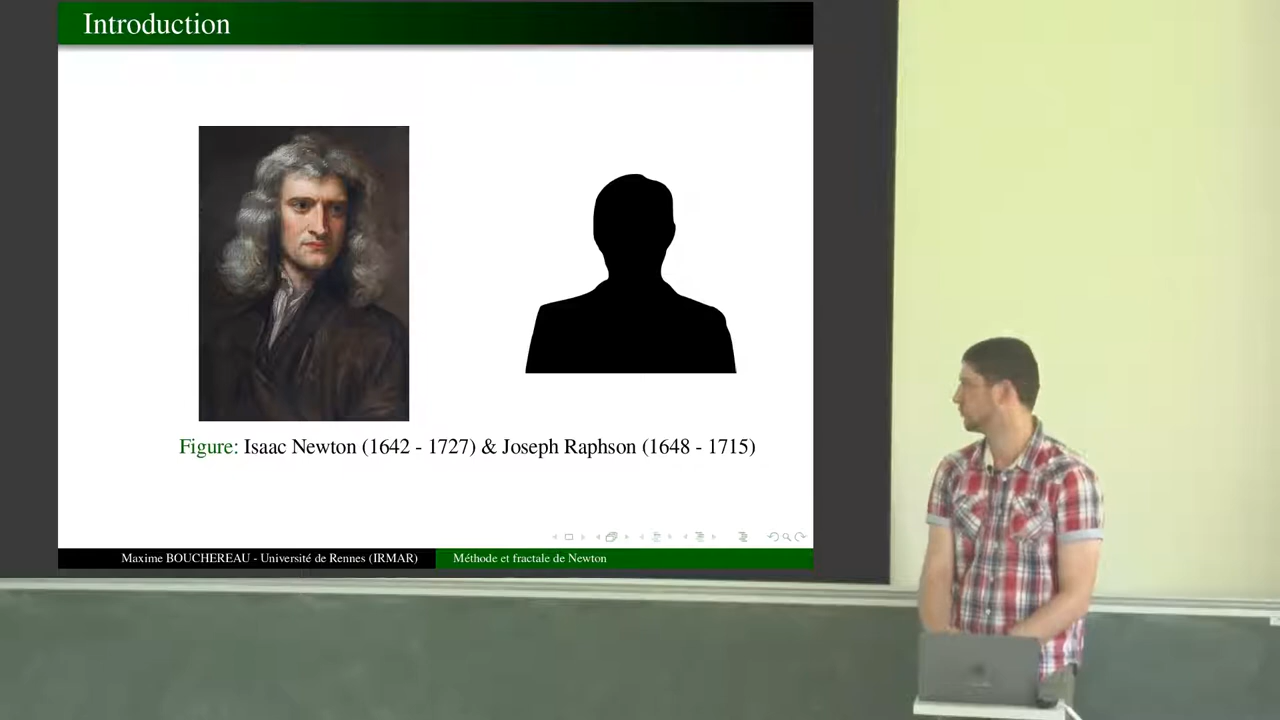 Introduction
Figure: Isaac Newton (1642 - 1727) & Joseph Raphson (1648 - 1715)
Maxime BOUCHEREAU - Université de Rennes (IRMAR) Méthode et fractale de Newton